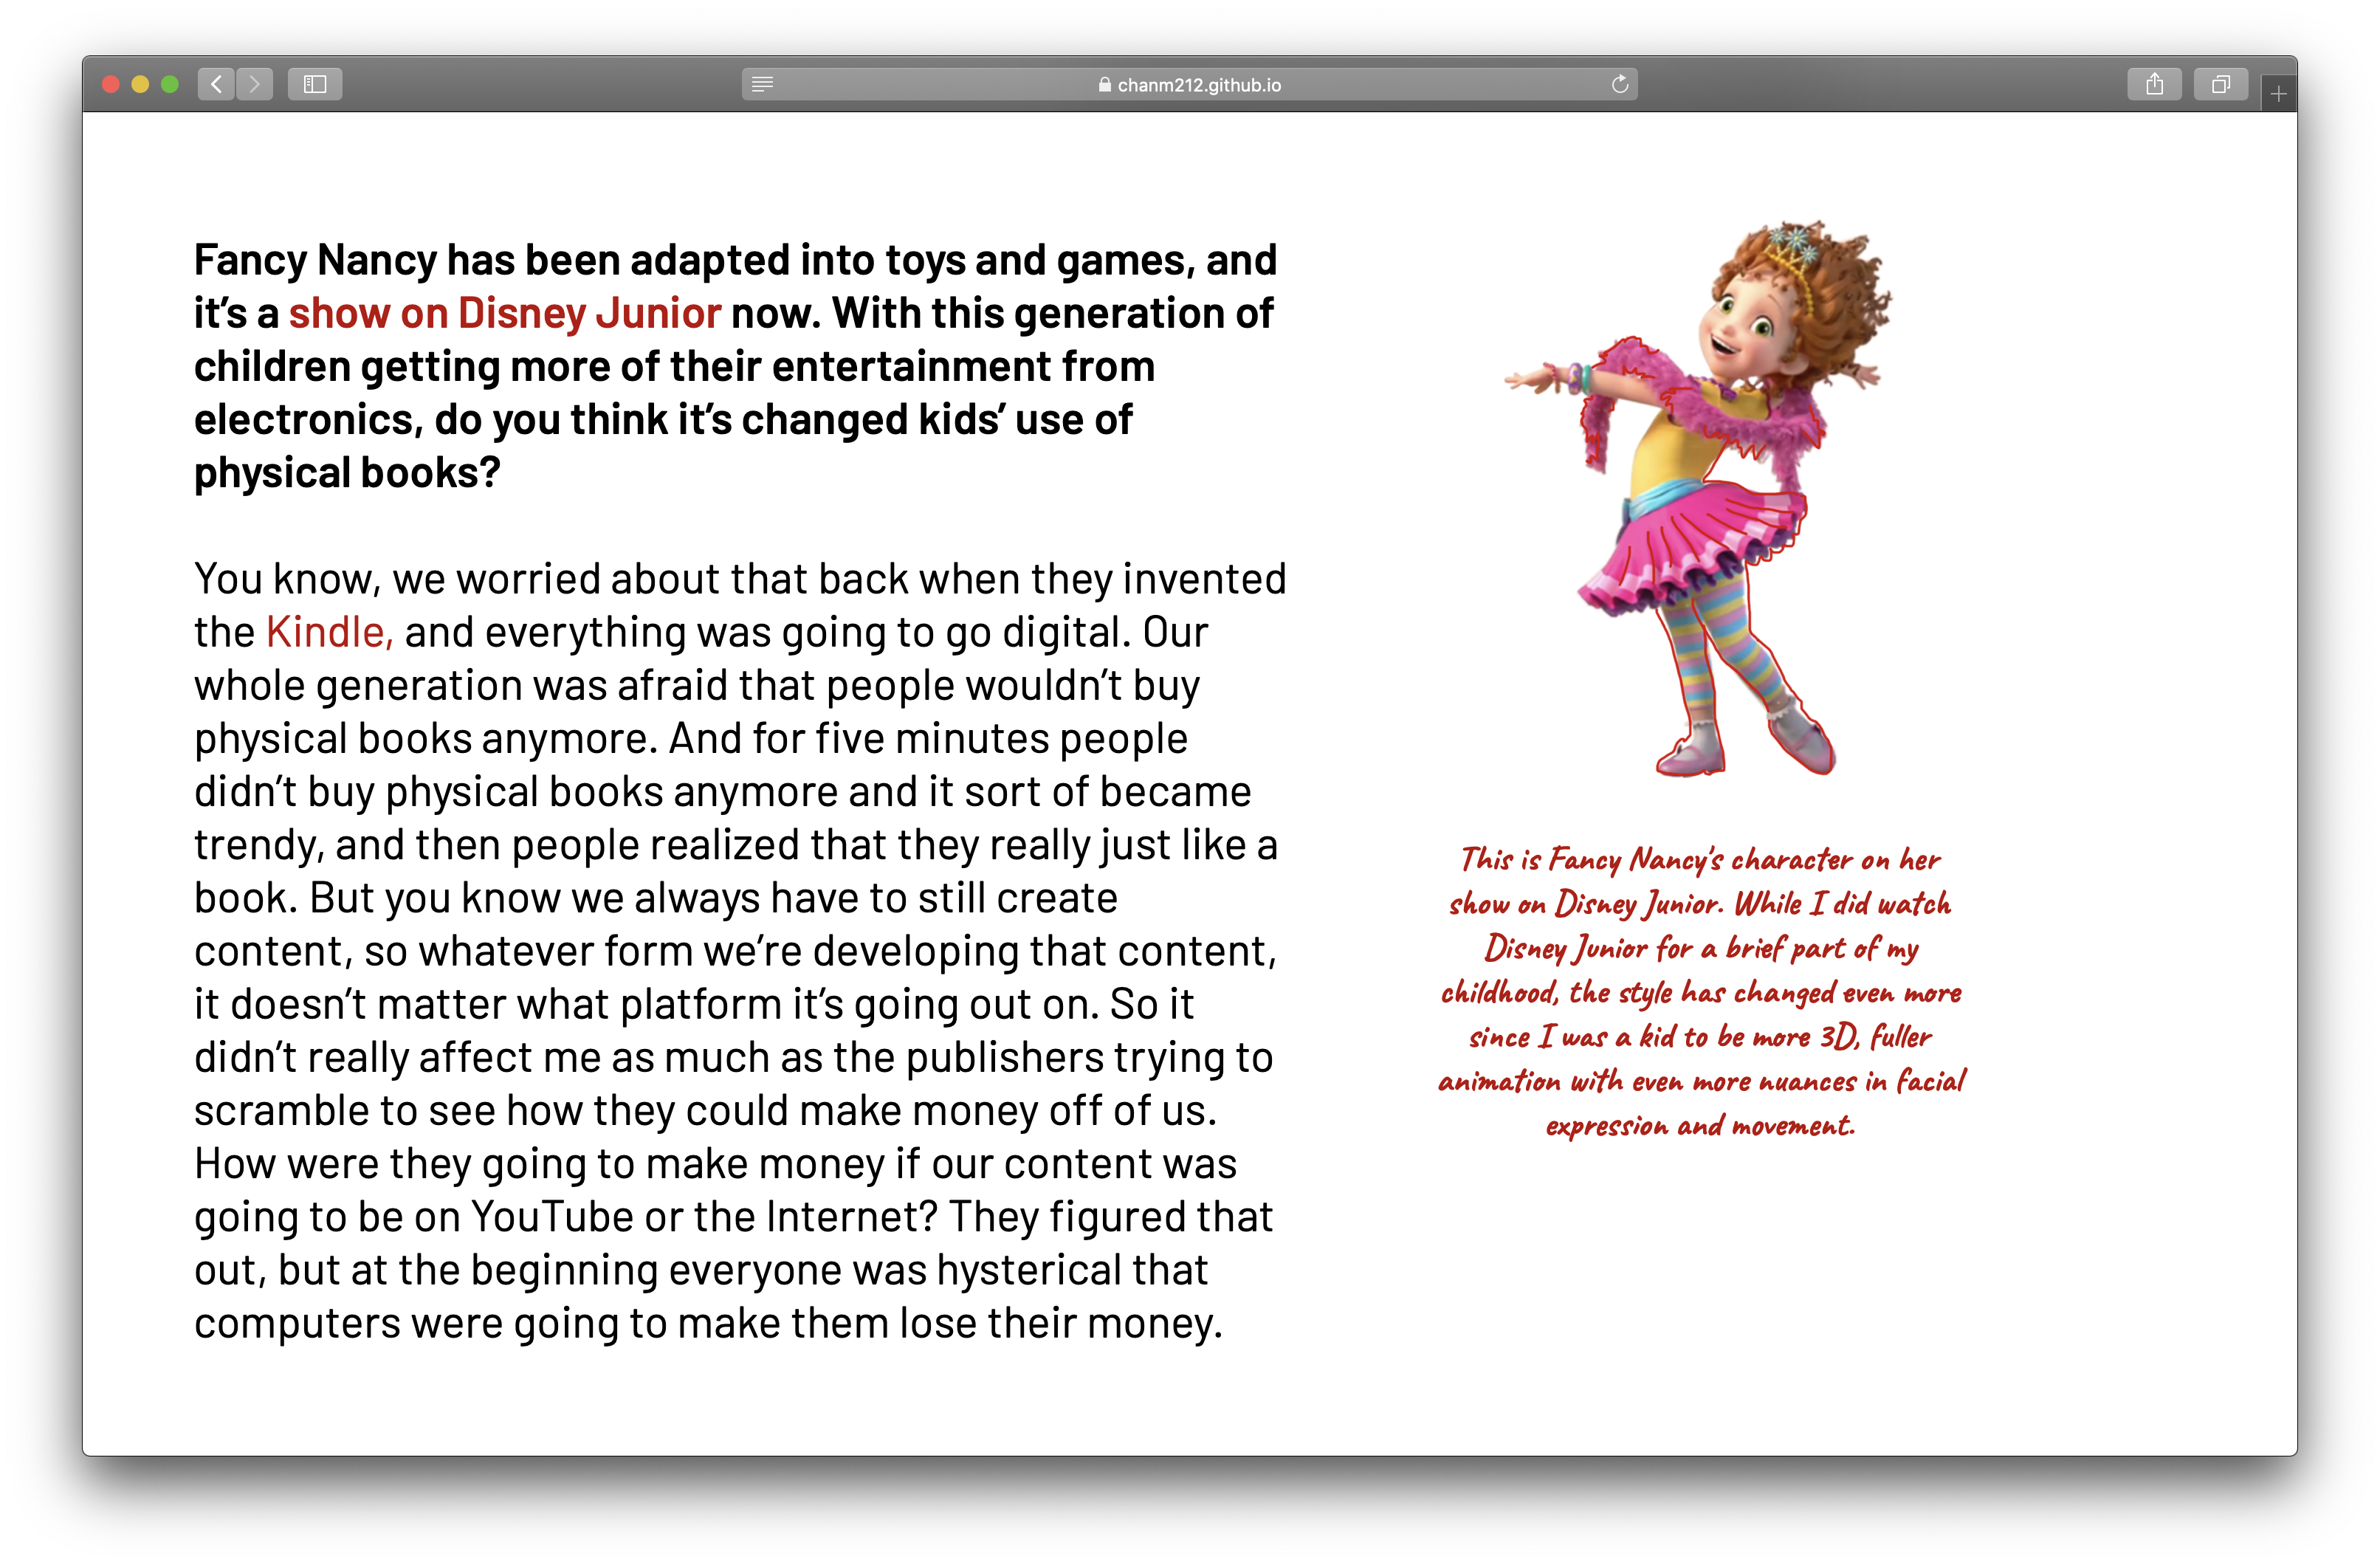 chanm212.github.io
Fancy Nancy has been adapted into toys and games, and
it’s a show on Disney Junior now. With this generation of
children getting more of their entertainment from
electronics, do you think it’s changed kids’ use of
physical books?
You know, we worried about that back when they invented
the Kindle, and everything was going to go digital. Our
whole generation was afraid that people wouldn’t buy
physical books anymore. And for five minutes people
didn’t buy physical books anymore and it sort of became
trendy, and then people realized that they really just like a
book. But you know we always have to still create
content, so whatever form we’re developing that content,
it doesn’t matter what platform it’s going out on. So it
didn’t really affect me as much as the publishers trying to
scramble to see how they could make money off of us.
How were they going to make money if our content was
going to be on YouTube or the Internet? They figured that
out, but at the beginning everyone was hysterical that
computers were going to make them lose their money.
This is Fancy Nancy's character on her
show on Disney Junior. While I did watch
Disney Junior for a brief part of my
childhood, the style has changed even more
since I was a kid to be more 3D, fuller
animation with even more nuances in facial
expression and movement.